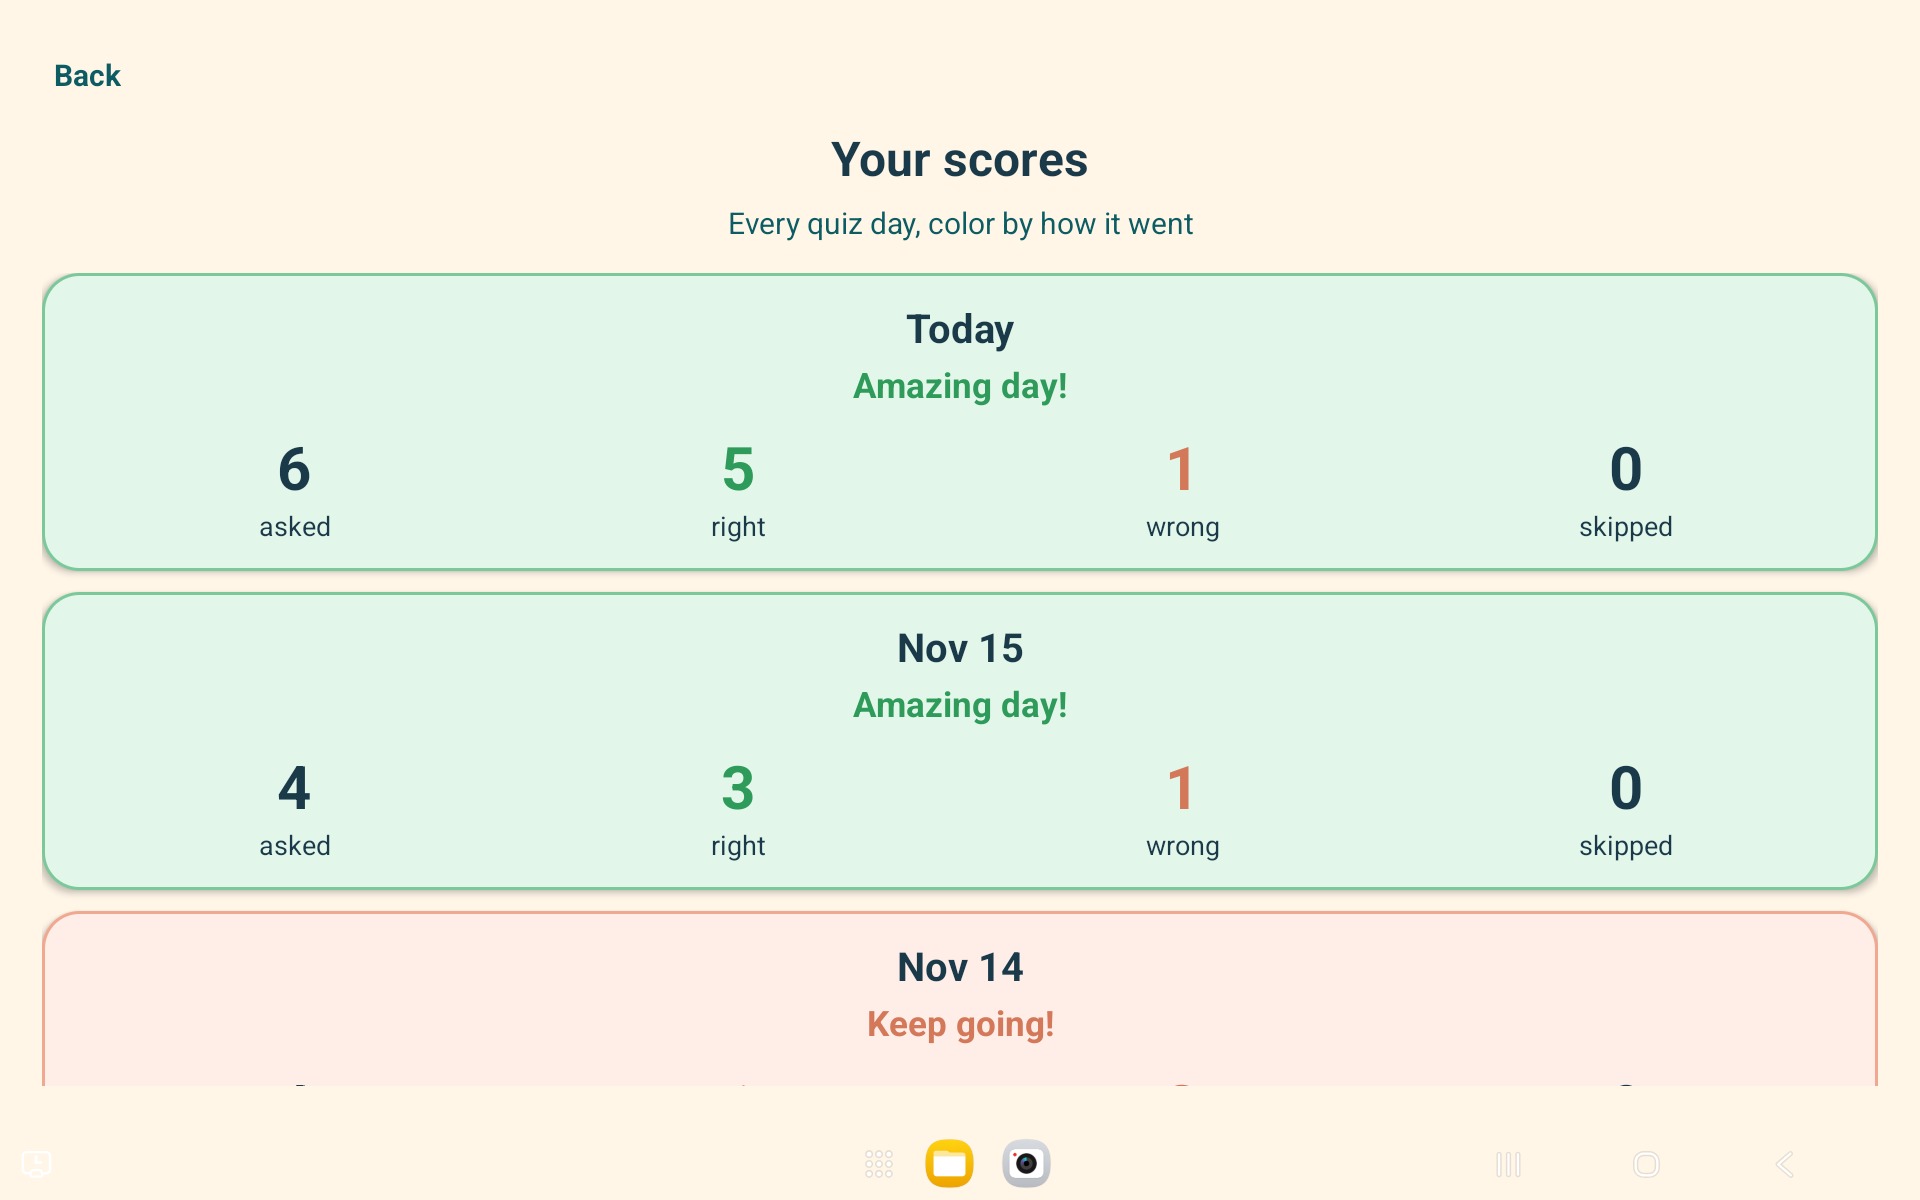 Back
Your scores
Every quiz day, color by how it went
Today
Amazing day!
6 5 1 0
asked right wrong skipped
Nov 15
Amazing day!
4 3 1 0
asked right wrong skipped
Nov 14
Keep going!